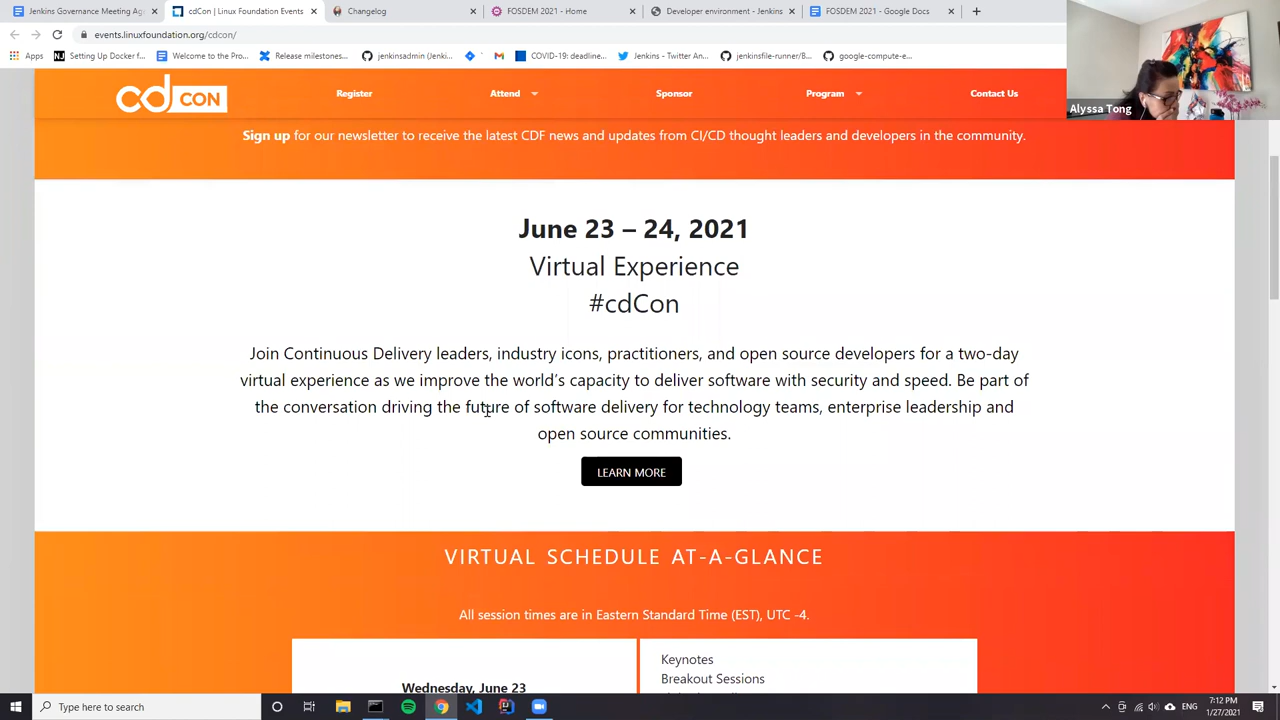 Jenkins Governance Meeting Ag
cdCon | Linux Foundation Events
Changelog
FOSDEM 2021 - Home
Developer environment - Jenkins
FOSDEM 2021 - Google Docs
events.linuxfoundation.org/cdcon/
Apps
Setting Up Docker f...
Welcome to the Pro...
Release milestones...
jenkinsadmin (Jenki...
COVID-19: deadline...
Jenkins - Twitter An...
jenkinsfile-runner/B...
google-compute-e...
cd CON
Register
Attend
Sponsor
Program
Contact Us
Alyssa Tong
Sign up for our newsletter to receive the latest CDF news and updates from CI/CD thought leaders and developers in the community.
June 23 – 24, 2021
Virtual Experience
#cdCon
Join Continuous Delivery leaders, industry icons, practitioners, and open source developers for a two-day
virtual experience as we improve the world's capacity to deliver software with security and speed. Be part of
the conversation driving the future of software delivery for technology teams, enterprise leadership and
open source communities.
LEARN MORE
VIRTUAL SCHEDULE AT-A-GLANCE
All session times are in Eastern Standard Time (EST), UTC -4.
Wednesday, June 23
Keynotes
Breakout Sessions
Type here to search
ENG
7:12 PM
1/27/2021